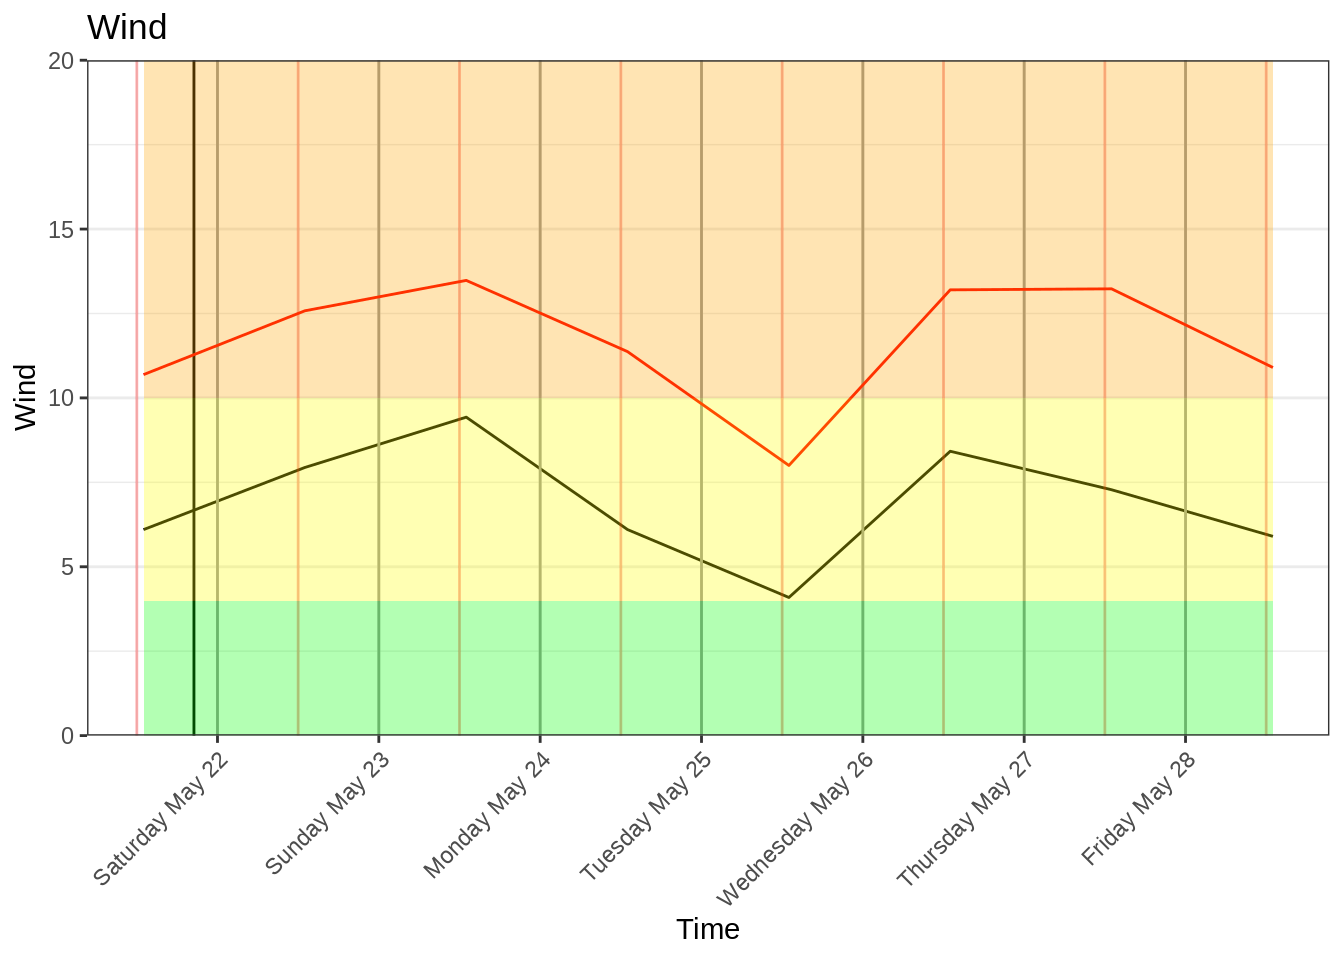 Wind
20
15
10
5
0
Wind
Saturday May 22
Sunday May 23
Monday May 24
Tuesday May 25
Wednesday May 26
Thursday May 27
Friday May 28
Time